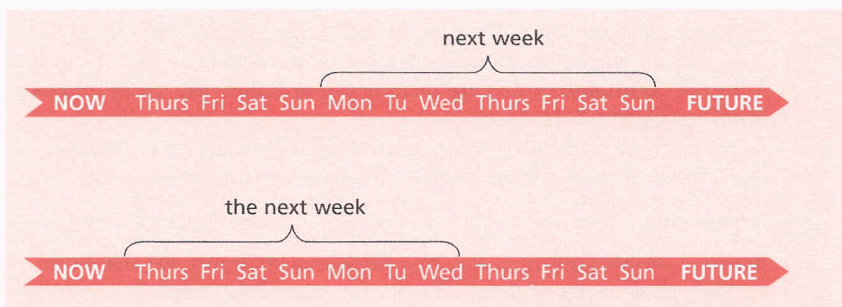 next week
NOW Thurs Fri Sat Sun Mon Tu Wed Thurs Fri Sat Sun FUTURE
the next week
NOW Thurs Fri Sat Sun Mon Tu Wed Thurs Fri Sat Sun FUTURE